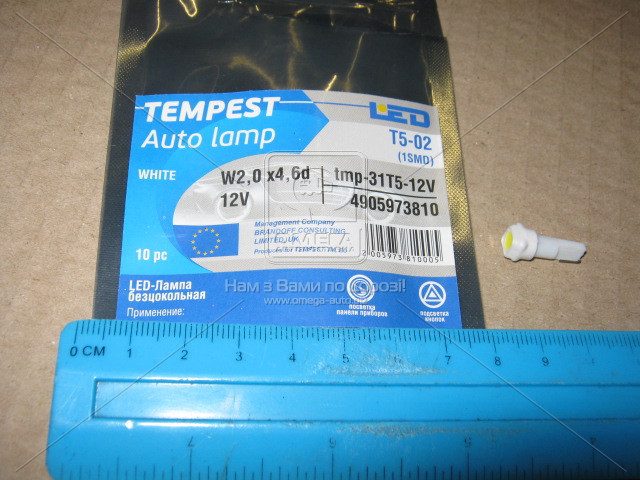 TEMPEST
Auto lamp
LED
T5-02
(1SMD)
WHITE
W2,0 x4,6d
12V
tmp-31T5-12V
4905973810
Management Company
BRANDOFF CONSULTING
LIMITED, UK
10 pc
LED-Лампа
безцокольная
Применение:
посветка
панели приборов
подсветка
кнопок
OMEGA
Нам з Вами по дорозі!
www.omega-auto.biz
0 CM 1 2 3 4 5 6 7 8 9